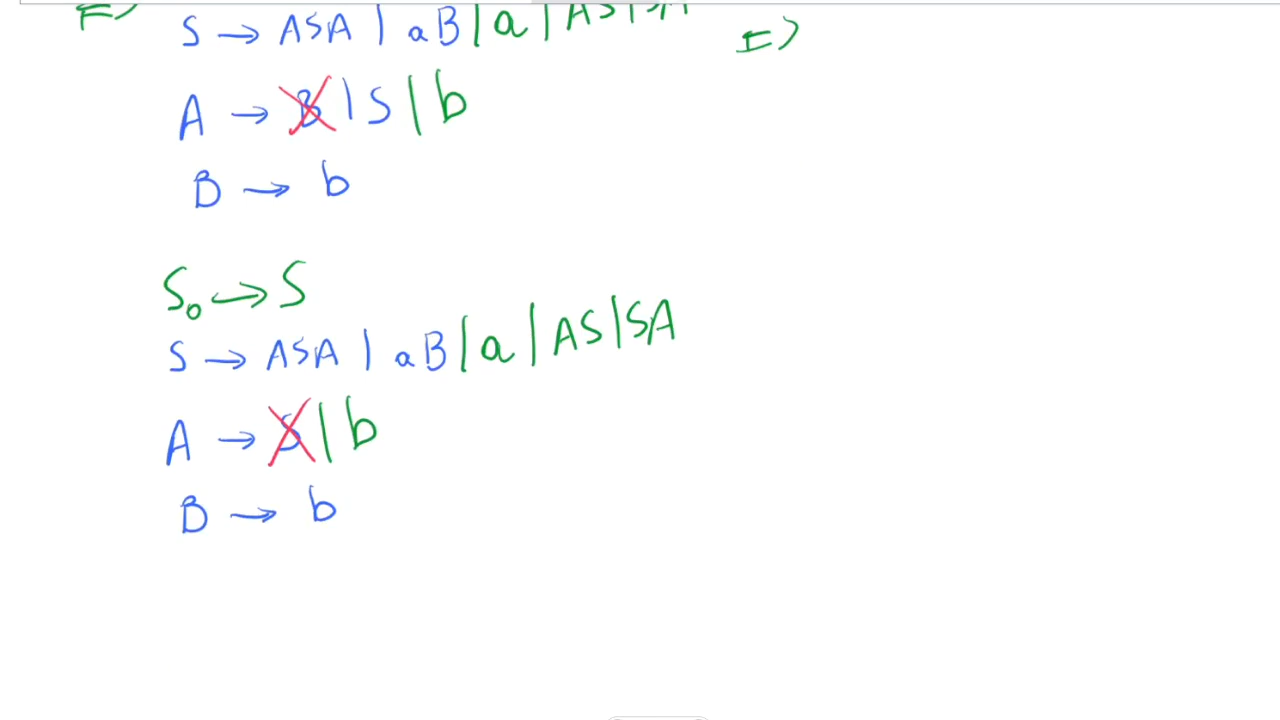 =>
S → ASA | aB | a | AS | SA
=>
A → B | S | b
B → b
S₀ → S
S → ASA | aB | a | AS | SA
A → S | b
B → b